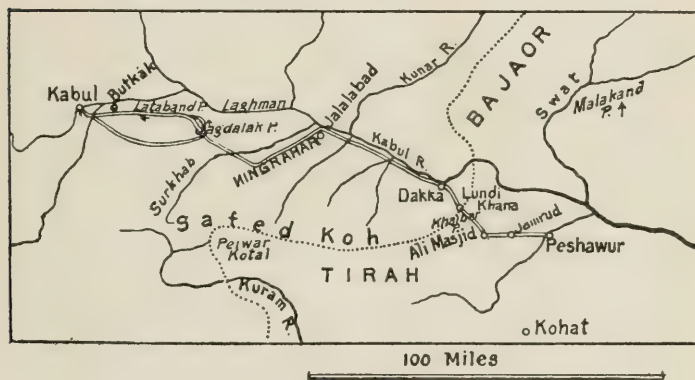 Kabul
Butkak
Lataband P.
Laghman
Jagdalak P.
Jalalabad
Kunar R.
BAJAOR
Swat
Malakand
P.
NINGRAHAR
Kabul R.
Surkhab
Dakka
Lundi
Khana
Khaibar
Safed Koh
Peiwar
Kotal
Ali Masjid
Jamrud
Peshawur
TIRAH
Kuram R.
Kohat
100 Miles